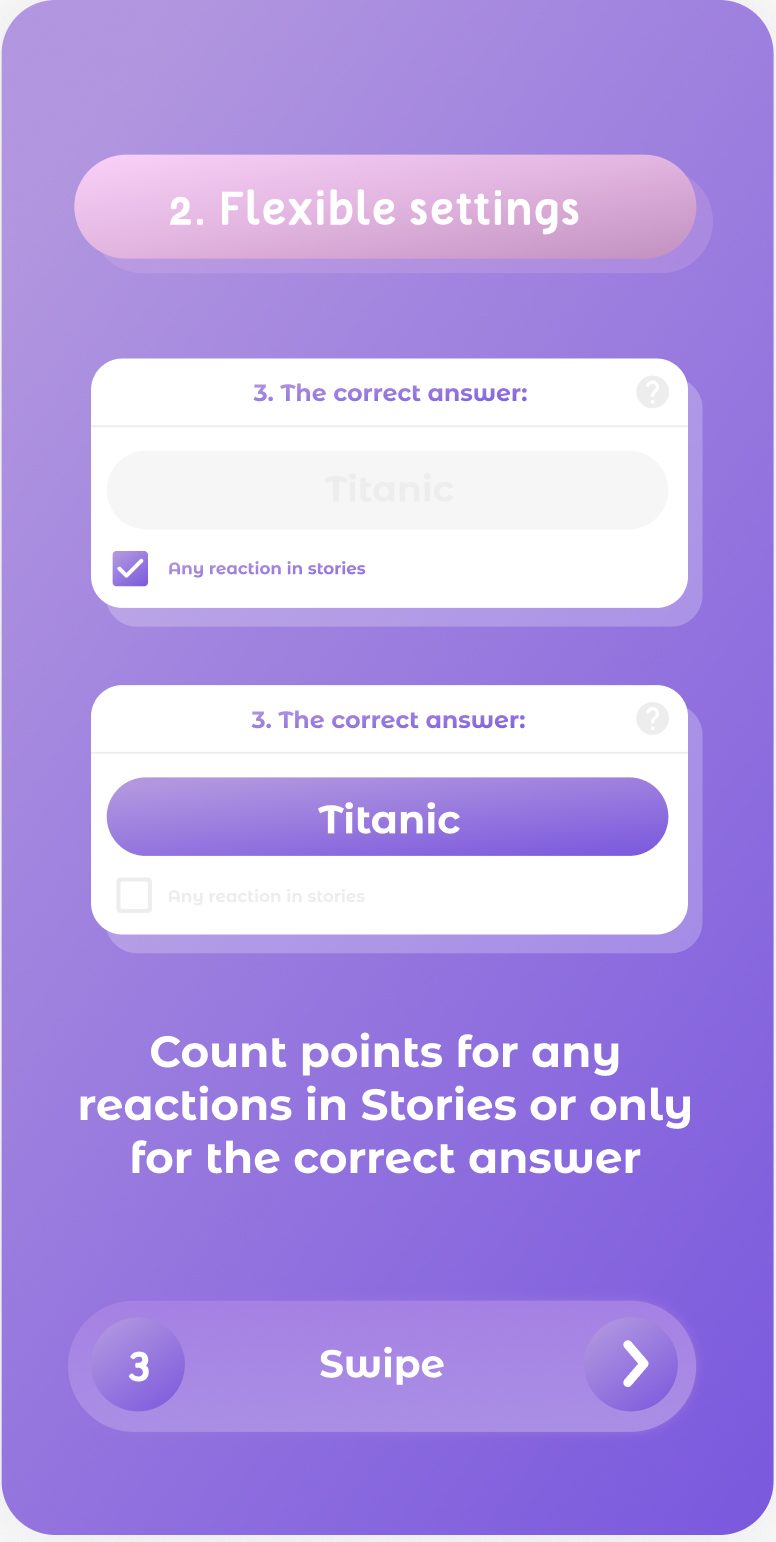 2. Flexible settings
3. The correct answer:
?
Titanic
Any reaction in stories
3. The correct answer:
?
Titanic
Any reaction in stories
Count points for any
reactions in Stories or only
for the correct answer
3 Swipe